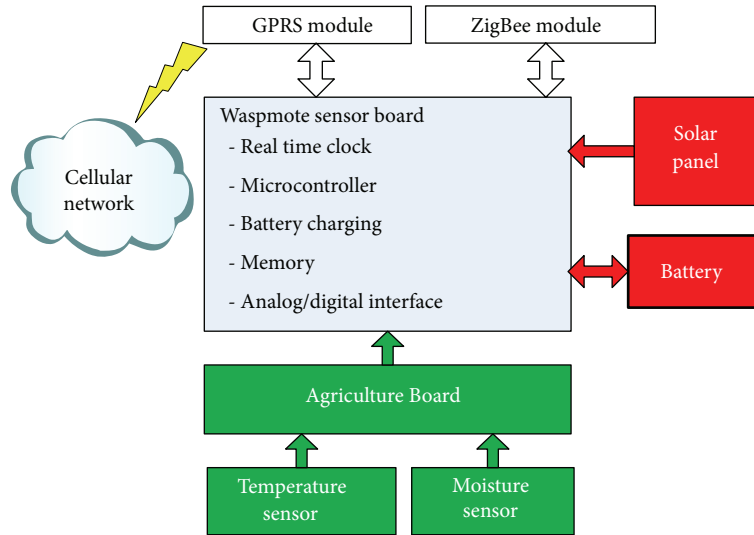 GPRS module
ZigBee module
Waspmote sensor board
- Real time clock
- Microcontroller
- Battery charging
- Memory
- Analog/digital interface
Cellular
network
Solar
panel
Battery
Agriculture Board
Temperature
sensor
Moisture
sensor